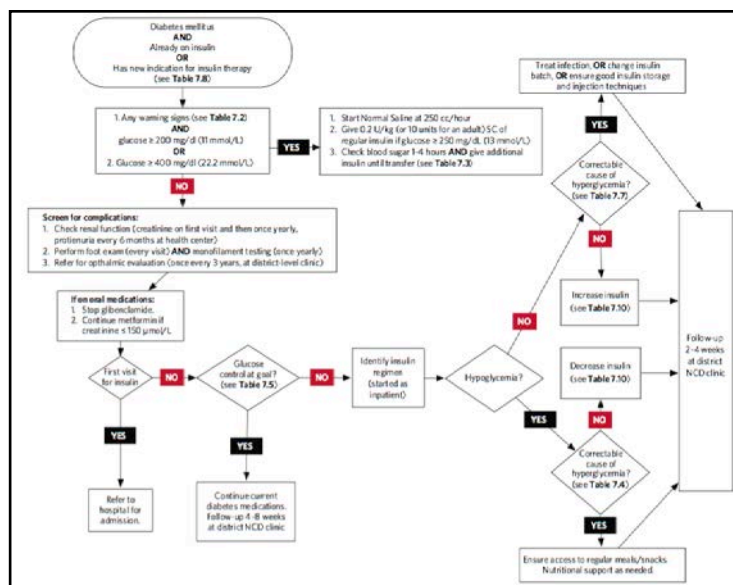 Diabetes mellitus
AND
Already on insulin
OR
Has new indication for insulin therapy
(see Table 7.8)
1. Any warning signs (see Table 7.2)
AND
glucose ≥ 200 mg/dl (11 mmol/L)
OR
2. Glucose ≥ 400 mg/dl (22.2 mmol/L)
YES
1. Start Normal Saline at 250 cc/hour
2. Give 0.2 U/kg (or 10 units for an adult) SC of
regular insulin if glucose ≥ 250 mg/dL (13 mmol/L)
3. Check blood sugar 1-4 hours AND give additional
insulin until transfer (see Table 7.3)
NO
Screen for complications:
1. Check renal function (creatinine on first visit and then once yearly,
protienuria every 6 months at health center)
2. Perform foot exam (every visit) AND monofilament testing (once yearly)
3. Refer for opthalmic evaluation (once every 3 years, at district-level clinic)
If on oral medications:
1. Stop glibenclamide.
2. Continue metformin if
creatinine ≤ 150 µmol/L
First visit
for insulin
NO
YES
Refer to
hospital for
admission.
Glucose
control at goal?
(see Table 7.5)
NO
YES
Continue current
diabetes medications.
Follow-up 4-8 weeks
at district NCD clinic
Identify insulin
regimen
(started as
inpatient)
Hypoglycemia?
NO
YES
Treat infection, OR change insulin
batch, OR ensure good insulin storage
and injection techniques
YES
Correctable
cause of
hyperglycemia?
(see Table
7.7)
NO
Increase insulin
(see Table 7.10)
Decrease insulin
(see Table 7.10)
NO
Correctable
cause of
hyperglycemia?
(see Table
7.4)
YES
Ensure access to regular meals/snacks.
Nutritional support as needed.
Follow-up
2-4 weeks
at district
NCD clinic